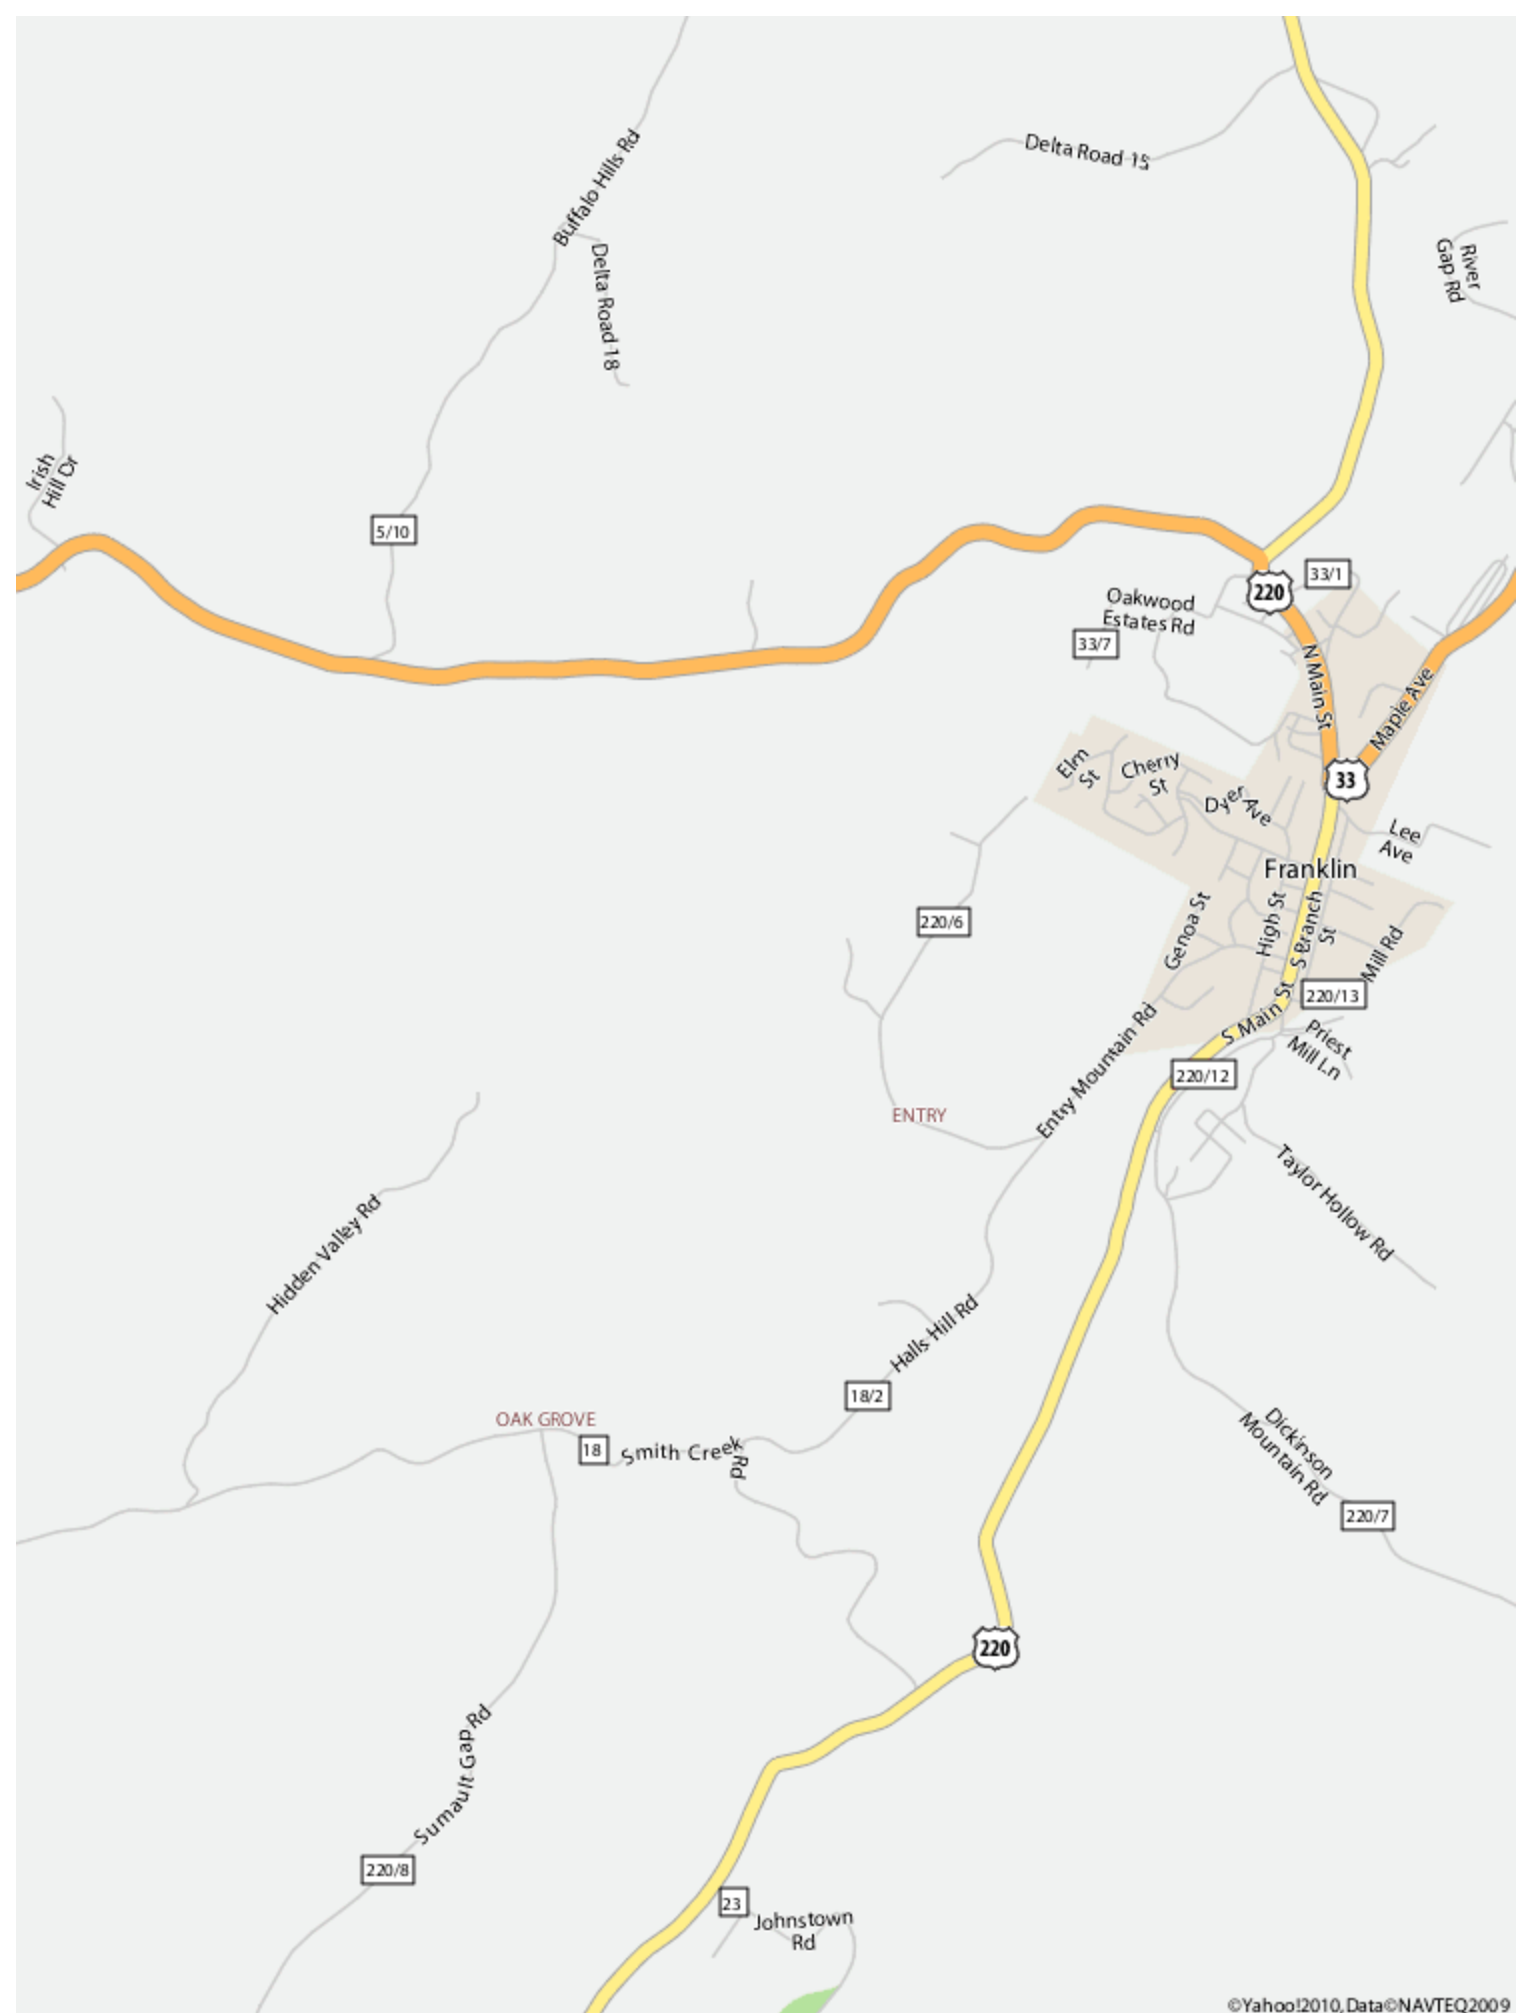 Buffalo Hills Rd
Delta Road 15
River
Gap Rd
Delta Road 18
Irish
Hill Dr
5/10
220
33/1
Oakwood
Estates Rd
33/7
N Main St
Maple Ave
33
Elm
St
Cherry
St
Dyer Ave
Lee
Ave
Franklin
220/6
Genoa St
High St
S Branch
St
Mill Rd
220/13
S Main St
Priest
Mill Ln
Entry Mountain Rd
220/12
ENTRY
Taylor Hollow Rd
Hidden Valley Rd
Halls Hill Rd
18/2
OAK GROVE
18
Smith Creek
Rd
Dickinson
Mountain Rd
220/7
220
Sumault Gap Rd
220/8
23
Johnstown
Rd
©Yahoo!2010,Data©NAVTEQ2009